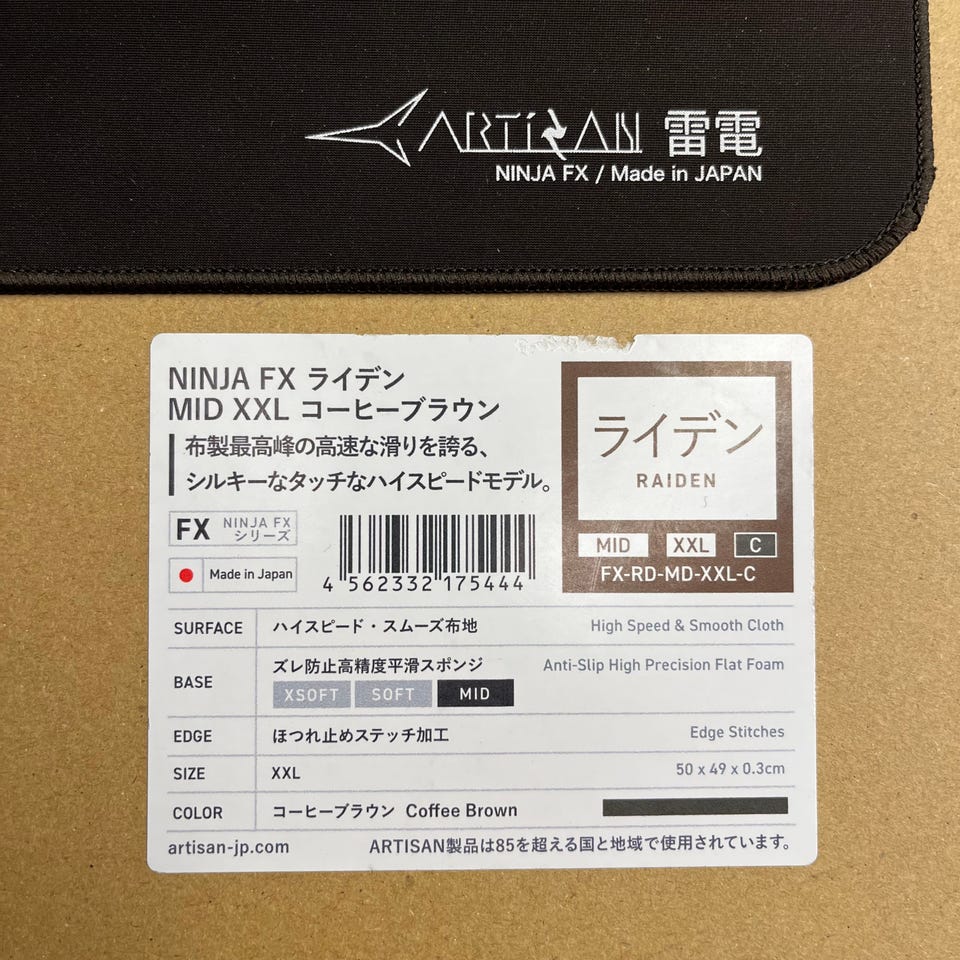 ARTISAN 雷電
NINJA FX / Made in JAPAN
NINJA FX ライデン
MID XXL コーヒーブラウン
布製最高峰の高速な滑りを誇る、
シルキーなタッチなハイスピードモデル。
FX NINJA FX
シリーズ
Made in Japan
4 562332 175444
ライデン
RAIDEN
MID XXL C
FX-RD-MD-XXL-C
SURFACE ハイスピード・スムーズ布地 High Speed & Smooth Cloth
BASE ズレ防止高精度平滑スポンジ Anti-Slip High Precision Flat Foam
XSOFT SOFT MID
EDGE ほつれ止めステッチ加工 Edge Stitches
SIZE XXL 50 x 49 x 0.3cm
COLOR コーヒーブラウン Coffee Brown
artisan-jp.com ARTISAN製品は85を超える国と地域で使用されています。